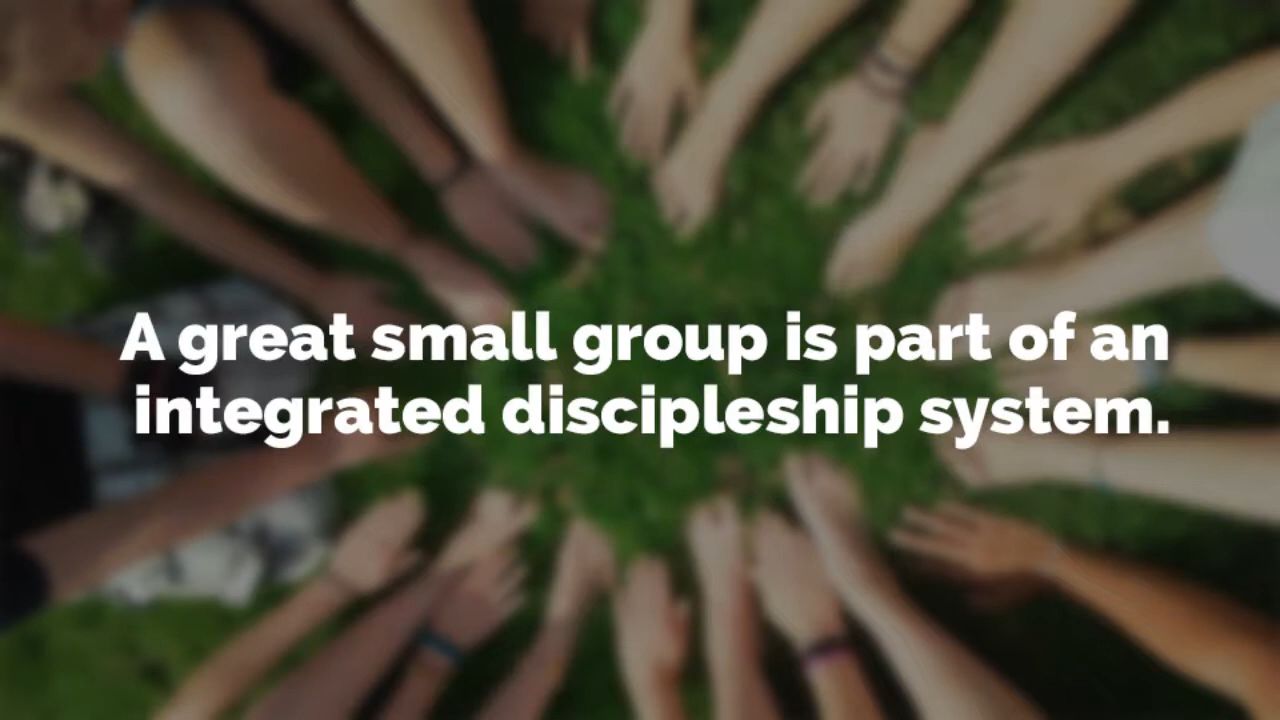 A great small group is part of an
integrated discipleship system.